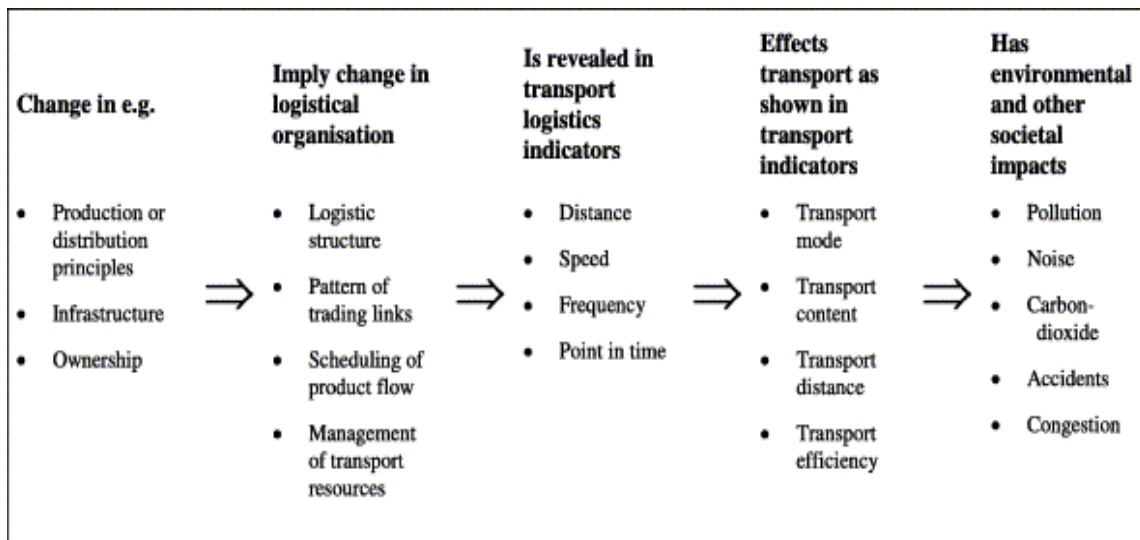 Change in e.g.
• Production or
distribution
principles
• Infrastructure
• Ownership
⇒
Imply change in
logistical
organisation
• Logistic
structure
• Pattern of
trading links
• Scheduling of
product flow
• Management
of transport
resources
⇒
Is revealed in
transport
logistics
indicators
• Distance
• Speed
• Frequency
• Point in time
⇒
Effects
transport as
shown in
transport
indicators
• Transport
mode
• Transport
content
• Transport
distance
• Transport
efficiency
⇒
Has
environmental
and other
societal
impacts
• Pollution
• Noise
• Carbon-
dioxide
• Accidents
• Congestion